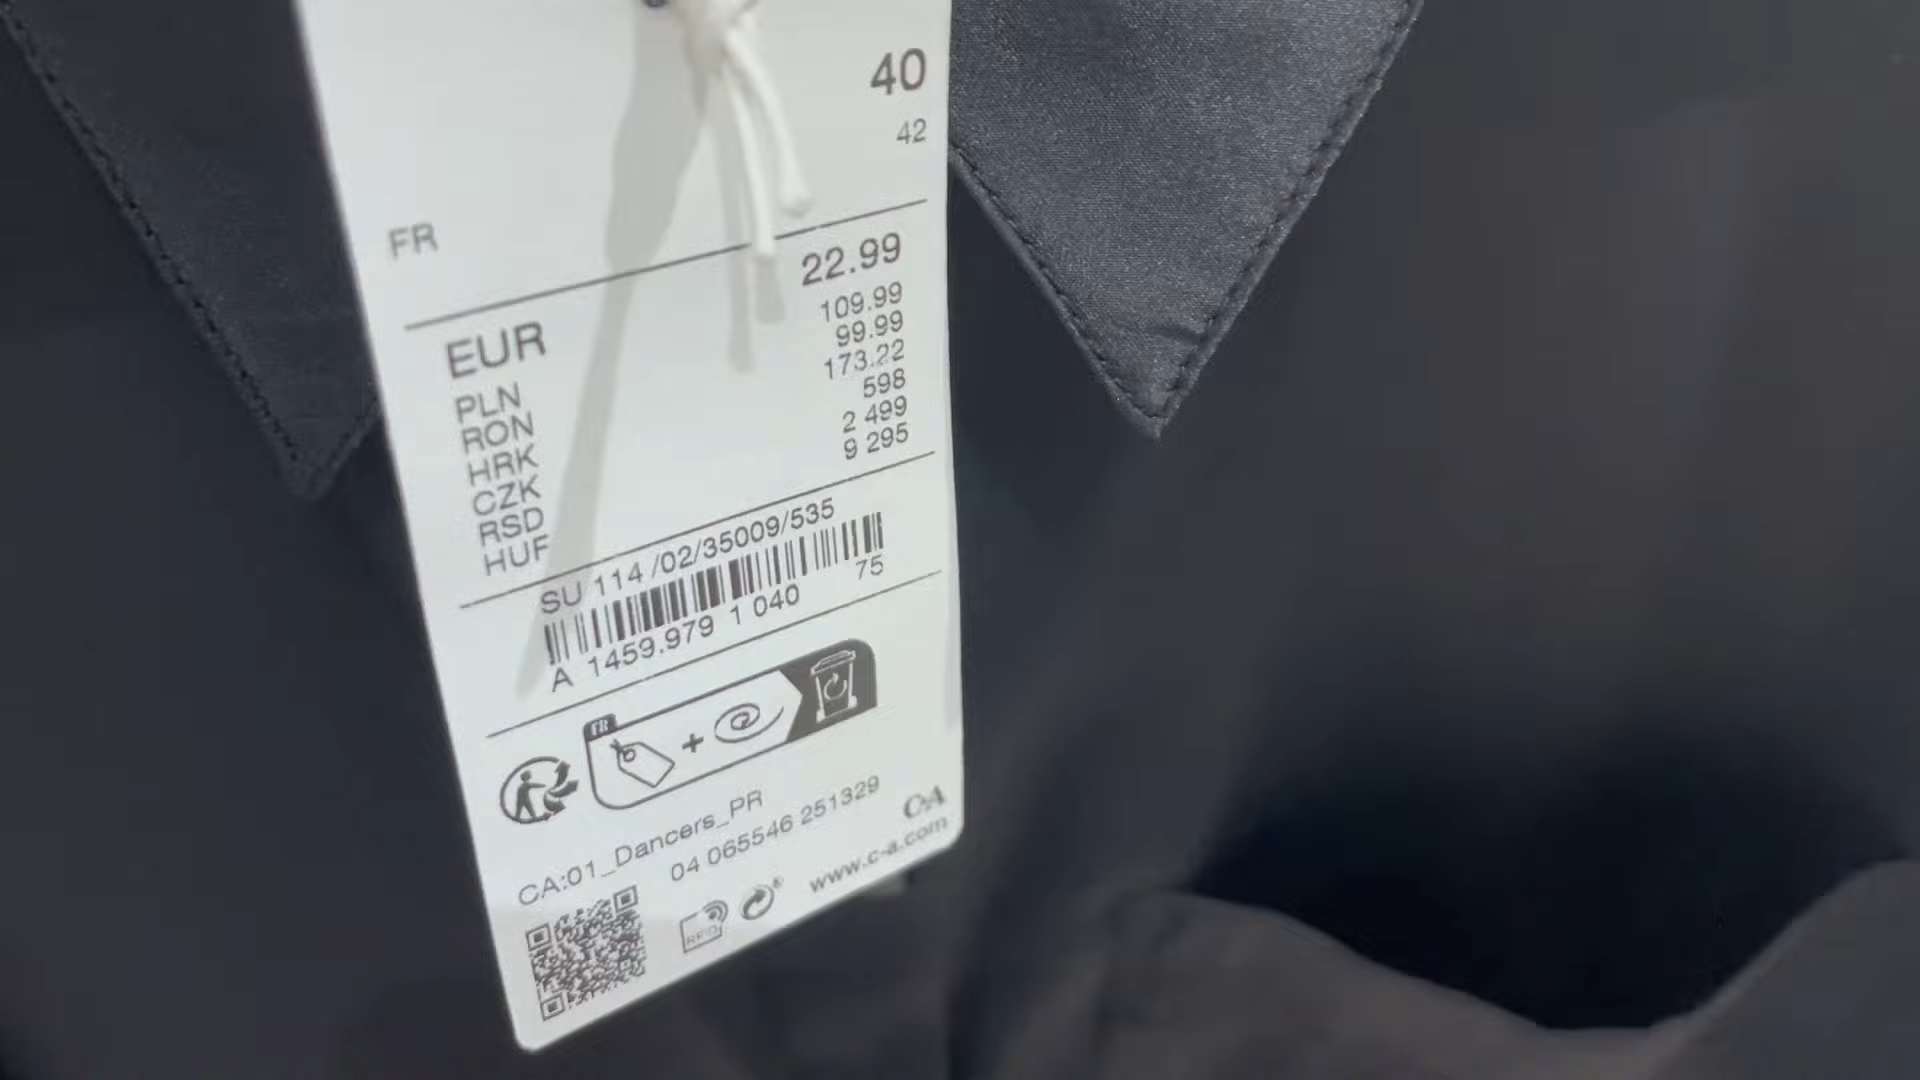 40
42
FR
EUR 22.99
PLN 109.99
RON 99.99
HRK 173.22
CZK 598
RSD 2 499
HUF 9 295
SU 114 /02/35009/535
75
A 1459.979 1 040
FR
+
CA:01_Dancers_PR
04 065546 251329
C&A
www.c-a.com
RFID